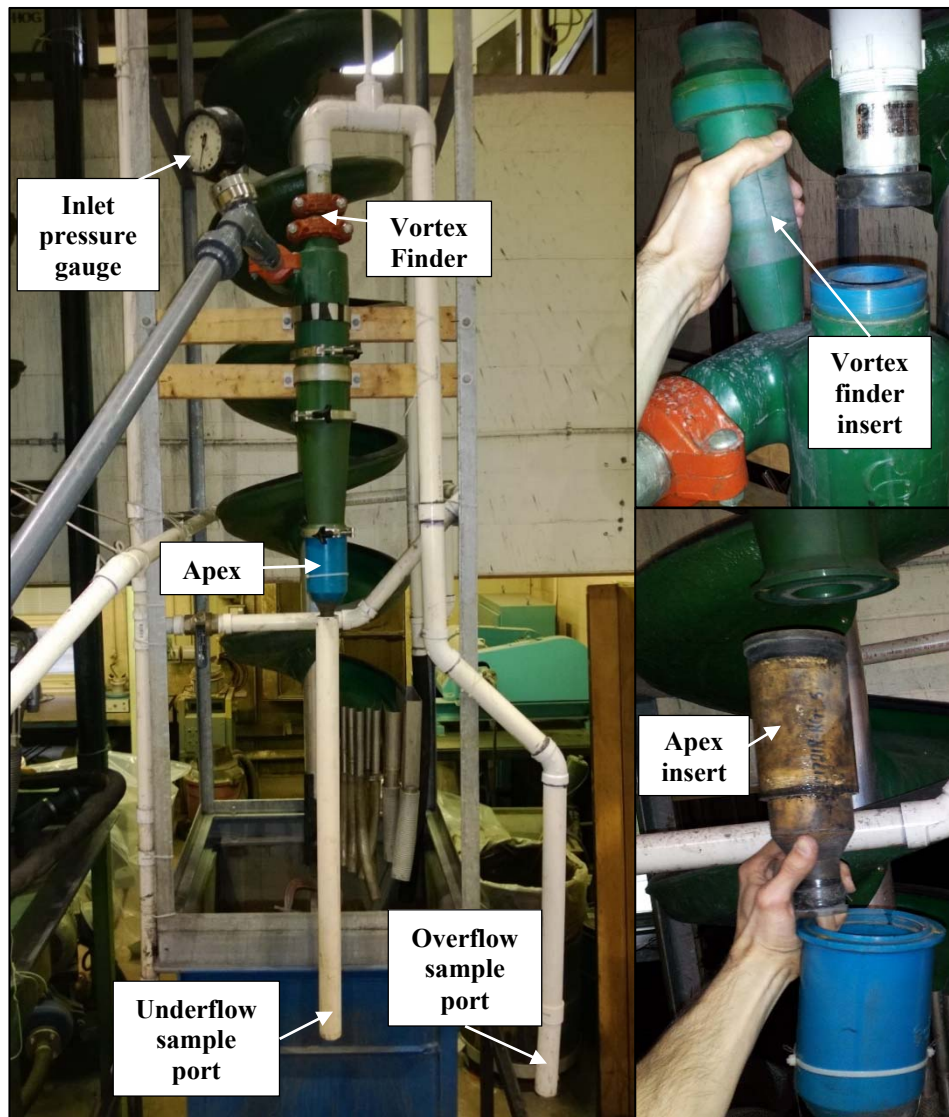 Inlet
pressure
gauge
Vortex
Finder
Vortex
finder
insert
Apex
Apex
insert
Overflow
sample
port
Underflow
sample
port